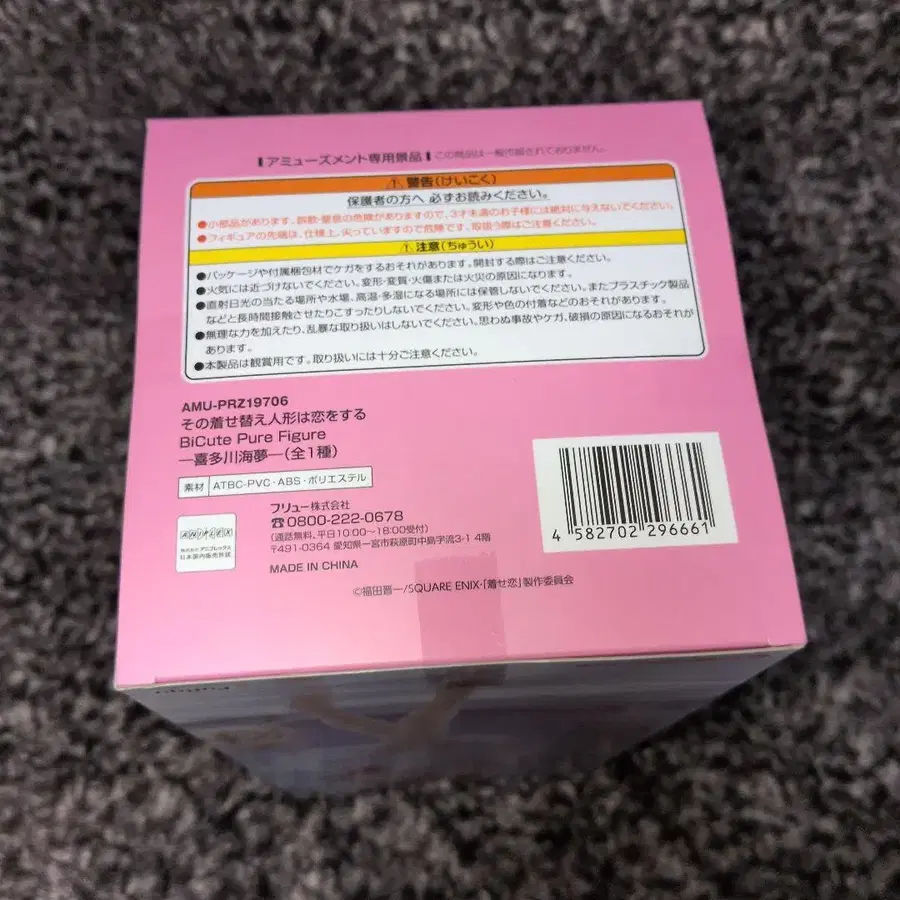 アミューズメント専用景品 この商品は一般市販されておりません。
⚠ 警告(けいこく)
保護者の方へ 必ずお読みください。
●小部品があります。誤飲・窒息の危険がありますので、3才未満のお子様には絶対に与えないでください。
●フィギュアの先端は、仕様上、尖っていますので危険です。取扱う際はご注意ください。
⚠ 注意(ちゅうい)
●パッケージや付属梱包材でケガをするおそれがあります。開封する際はご注意ください。
●火気には近づけないでください。変形・変質・火傷または火災の原因になります。
●直射日光の当たる場所や水場、高温・多湿になる場所には保管しないでください。またプラスチック製品
などと長時間接触させたりこすったりしないでください。変形や色の付着などのおそれがあります。
●無理な力を加えたり、乱暴な取り扱いはしないでください。思わぬ事故やケガ、破損の原因になるおそれが
あります。
●本製品は観賞用です。取り扱いには十分ご注意ください。
AMU-PRZ19706
その着せ替え人形は恋をする
BiCute Pure Figure
―喜多川海夢―(全1種)
素材 ATBC-PVC・ABS・ポリエステル
フリュー株式会社
☎0800-222-0678
(通話無料、平日10:00～18:00受付)
〒491-0364 愛知県一宮市萩原町中島字流3-1 4階
MADE IN CHINA
ANIPLEX
株式会社アニプレックス
日本国内販売許諾
4 582702 296661
©福田晋一/SQUARE ENIX・「着せ恋」製作委員会